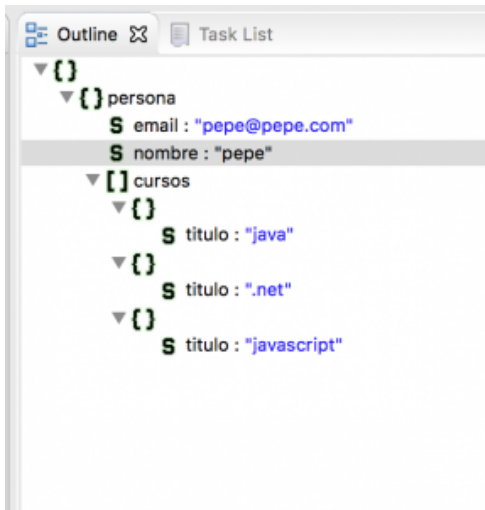 Outline Task List
{}
{} persona
S email : "pepe@pepe.com"
S nombre : "pepe"
[] cursos
{}
S titulo : "java"
{}
S titulo : ".net"
{}
S titulo : "javascript"